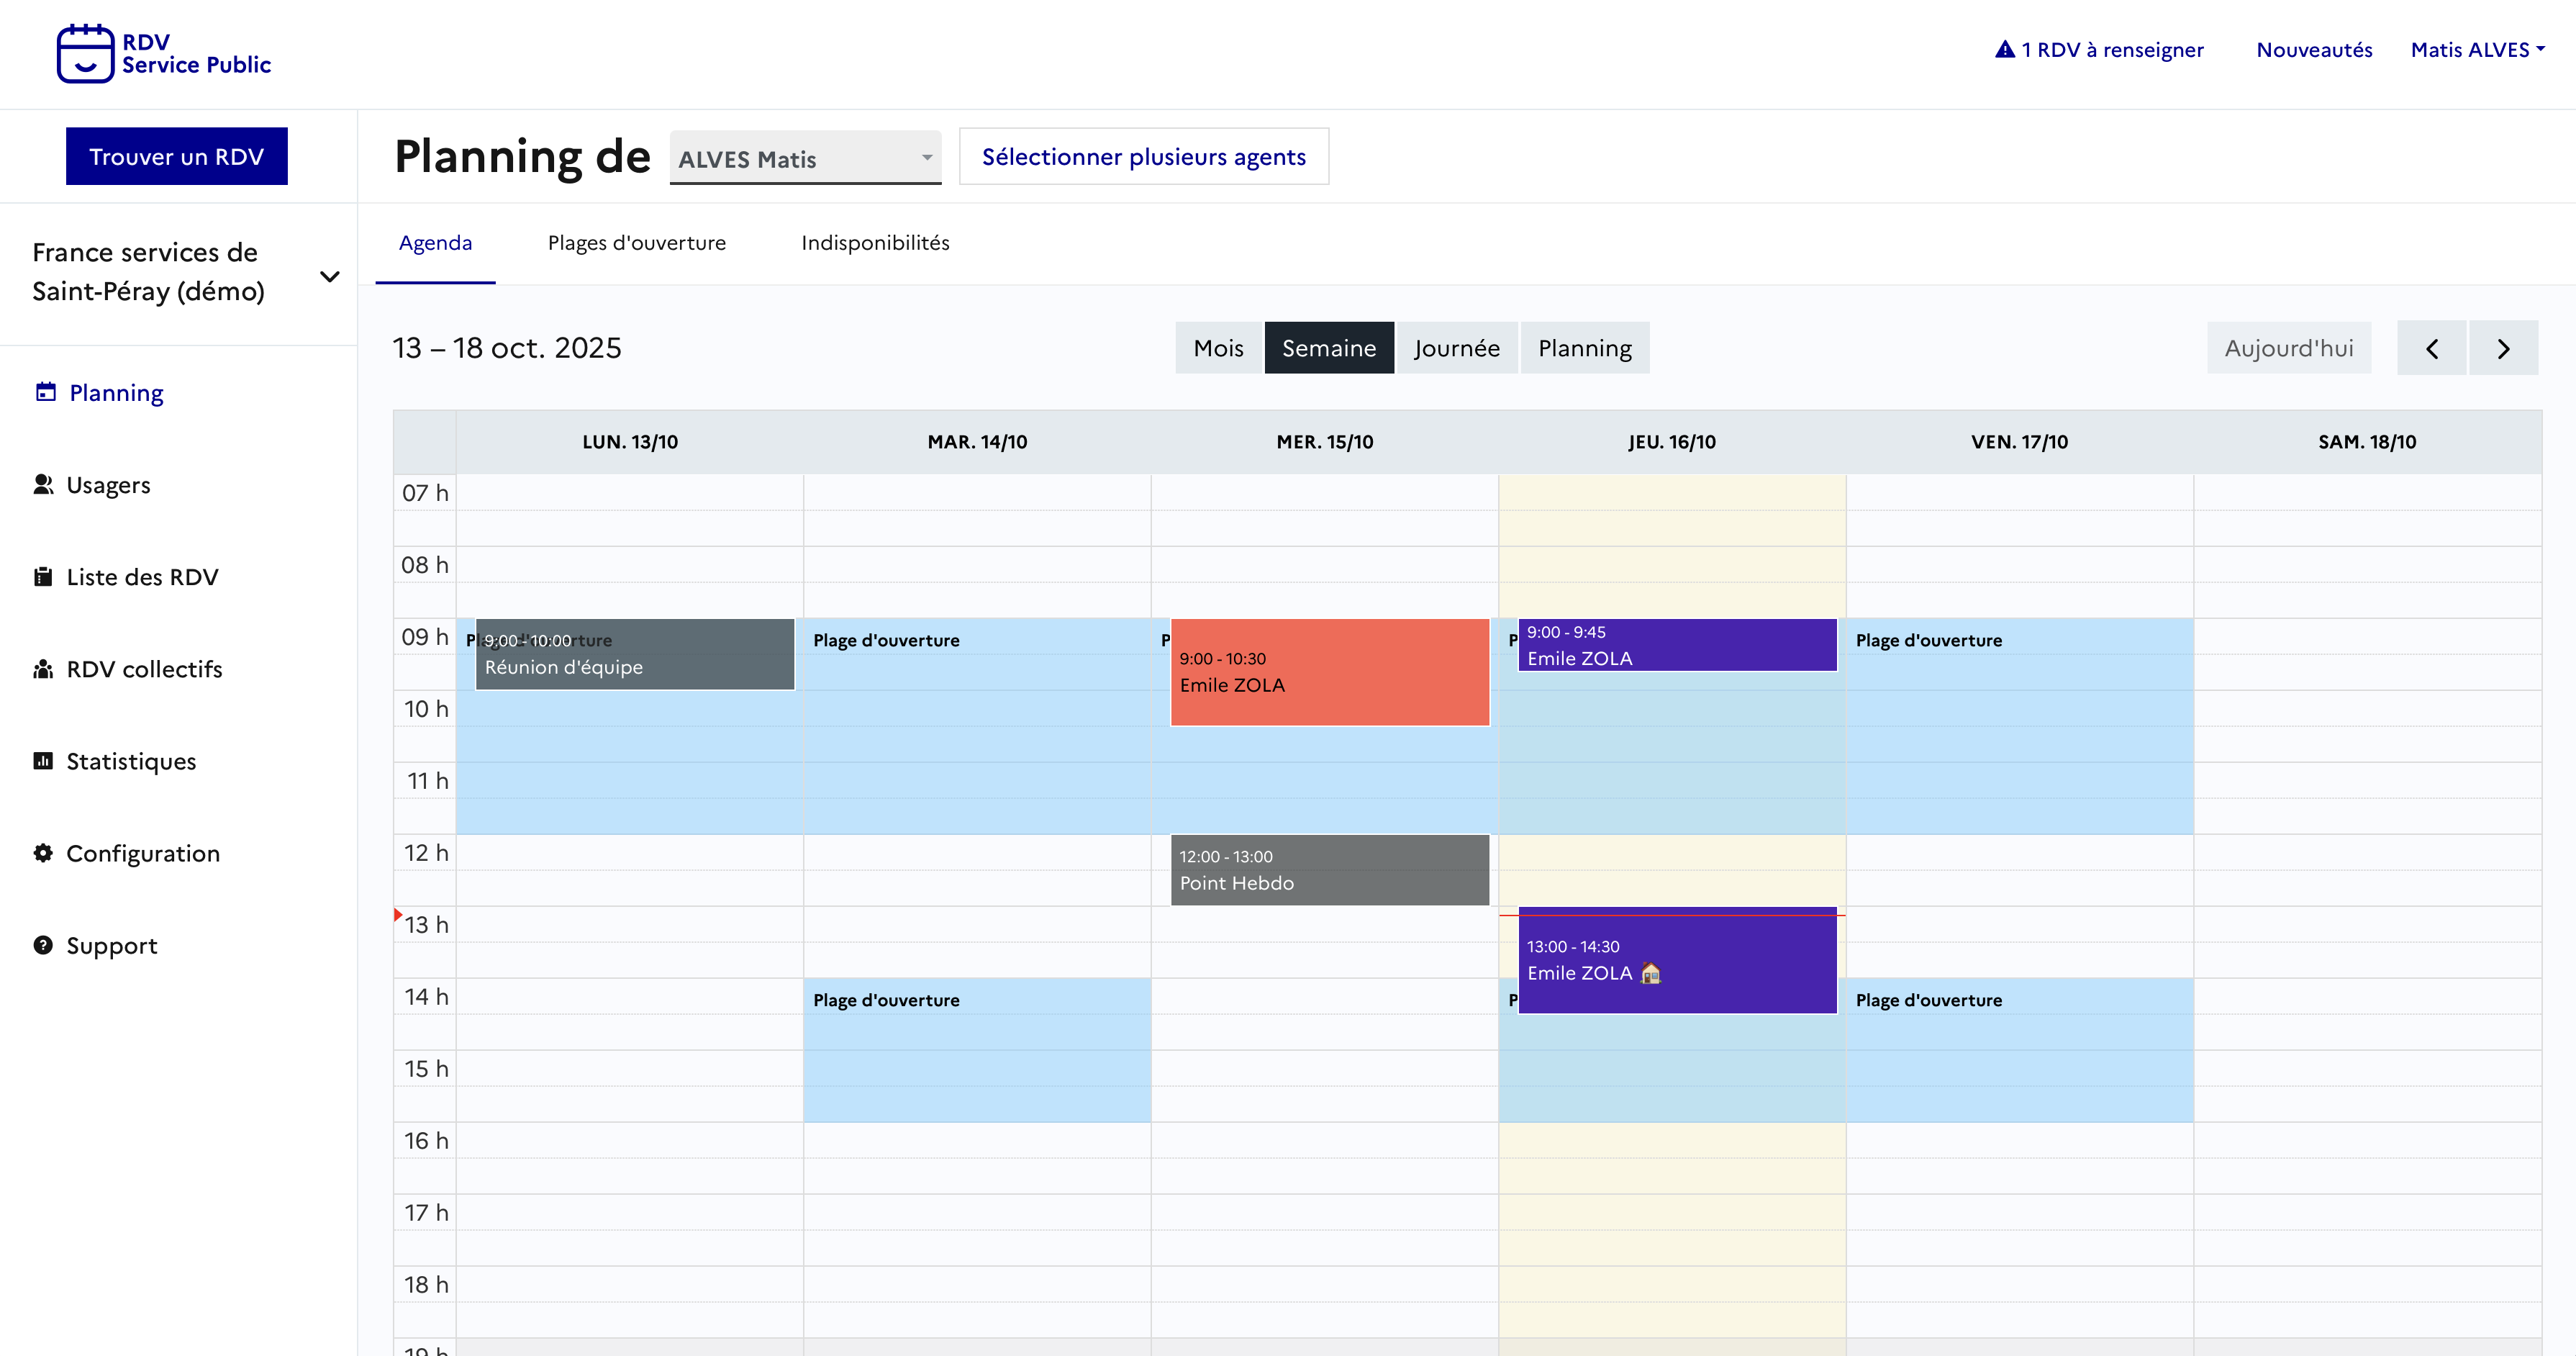 RDV
Service Public
1 RDV à renseigner
Nouveautés
Matis ALVES
Trouver un RDV
Planning de
ALVES Matis
Sélectionner plusieurs agents
France services de
Saint-Péray (démo)
Agenda
Plages d'ouverture
Indisponibilités
Planning
Usagers
Liste des RDV
RDV collectifs
Statistiques
Configuration
Support
13 – 18 oct. 2025
Mois
Semaine
Journée
Planning
Aujourd'hui
LUN. 13/10
MAR. 14/10
MER. 15/10
JEU. 16/10
VEN. 17/10
SAM. 18/10
07 h
08 h
09 h
Plage d'ouverture
9:00 - 10:00
Réunion d'équipe
Plage d'ouverture
P
9:00 - 10:30
Emile ZOLA
P
9:00 - 9:45
Emile ZOLA
Plage d'ouverture
10 h
11 h
12 h
12:00 - 13:00
Point Hebdo
13 h
13:00 - 14:30
Emile ZOLA 🏠
14 h
Plage d'ouverture
P
Plage d'ouverture
15 h
16 h
17 h
18 h
19 h